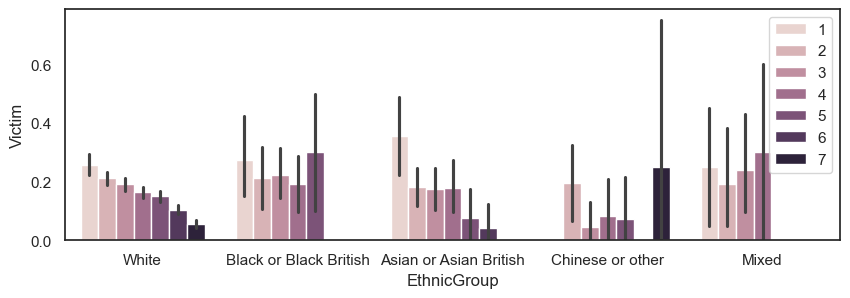 Victim
0.6
0.4
0.2
0.0
White
Black or Black British
Asian or Asian British
Chinese or other
Mixed
EthnicGroup
1
2
3
4
5
6
7